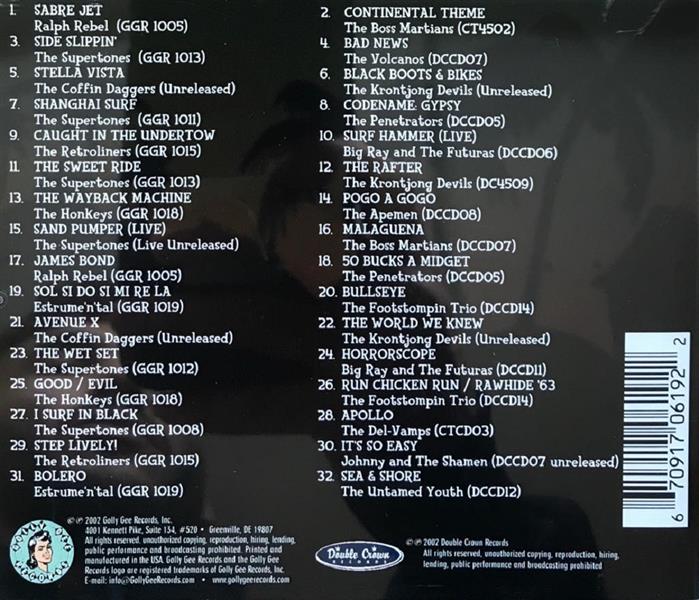 1. SABRE JET
Ralph Rebel (GGR 1005)
3. SIDE SLIPPIN'
The Supertones (GGR 1013)
5. STELLA VISTA
The Coffin Daggers (Unreleased)
7. SHANGHAI SURF
The Supertones (GGR 1011)
9. CAUGHT IN THE UNDERTOW
The Retroliners (GGR 1015)
11. THE SWEET RIDE
The Supertones (GGR 1013)
13. THE WAYBACK MACHINE
The Honkeys (GGR 1018)
15. SAND PUMPER (LIVE)
The Supertones (Live Unreleased)
17. JAMES BOND
Ralph Rebel (GGR 1005)
19. SOL SI DO SI MI RE LA
Estrume'n'tal (GGR 1019)
21. AVENUE X
The Coffin Daggers (Unreleased)
23. THE WET SET
The Supertones (GGR 1012)
25. GOOD / EVIL
The Honkeys (GGR 1018)
27. I SURF IN BLACK
The Supertones (GGR 1008)
29. STEP LIVELY!
The Retroliners (GGR 1015)
31. BOLERO
Estrume'n'tal (GGR 1019)
2. CONTINENTAL THEME
The Boss Martians (CT4502)
4. BAD NEWS
The Volcanos (DCCD07)
6. BLACK BOOTS & BIKES
The Krontjong Devils (Unreleased)
8. CODENAME: GYPSY
The Penetrators (DCCD05)
10. SURF HAMMER (LIVE)
Big Ray and The Futuras (DCCD06)
12. THE RAFTER
The Krontjong Devils (DC4509)
14. POGO A GOGO
The Apemen (DCCD08)
16. MALAGUENA
The Boss Martians (DCCD07)
18. 50 BUCKS A MIDGET
The Penetrators (DCCD05)
20. BULLSEYE
The Footstompin Trio (DCCD14)
22. THE WORLD WE KNEW
The Krontjong Devils (Unreleased)
24. HORRORSCOPE
Big Ray and The Futuras (DCCD11)
26. RUN CHICKEN RUN / RAWHIDE '63
The Footstompin Trio (DCCD14)
28. APOLLO
The Del-Vamps (CTCD03)
30. IT'S SO EASY
Johnny and The Shamen (DCCD07 unreleased)
32. SEA & SHORE
The Untamed Youth (DCCD12)
6 70917 06192 2
©℗ 2002 Golly Gee Records, Inc.
4001 Kennett Pike, Suite 134, #520 • Greenville, DE 19807
All rights reserved. unauthorized copying, reproduction, hiring, lending,
public performance and broadcasting prohibited. Printed and
manufactured in the USA. Golly Gee Records and the Golly Gee
Records logo are registered trademarks of Golly Gee Records, Inc.
E-mail: info@GollyGeeRecords.com • www.gollygeerecords.com
Double Crown
RECORDS
©℗ 2002 Double Crown Records
All rights reserved, unauthorized copying, reproduction, hiring,
lending, public performance and broadcasting prohibited